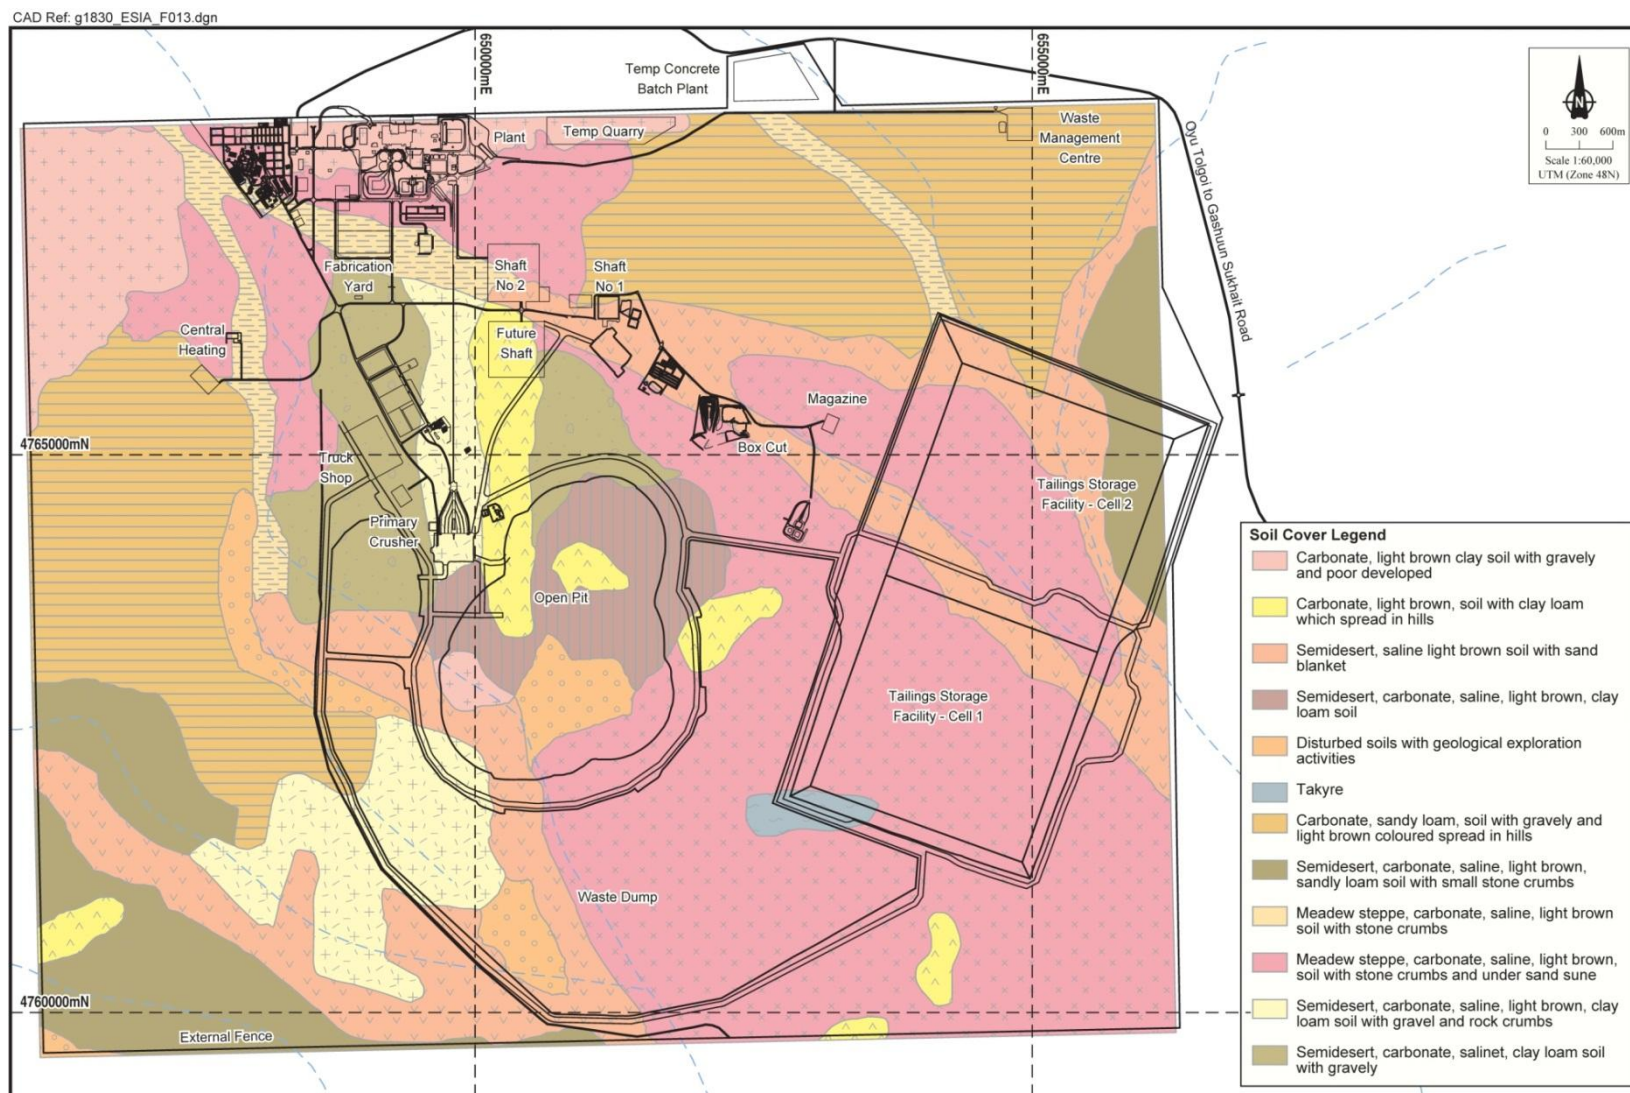 CAD Ref: g1830_ESIA_F013.dgn
650000mE
655000mE
Temp Concrete
Batch Plant
N
0 300 600m
Scale 1:60,000
UTM (Zone 48N)
Plant
Temp Quarry
Waste
Management
Centre
Oyu Tolgoi to Gashuun Sukhait Road
Fabrication
Yard
Shaft
No 2
Shaft
No 1
Central
Heating
Future
Shaft
Magazine
4765000mN
Box Cut
Truck
Shop
Tailings Storage
Facility - Cell 2
Primary
Crusher
Open Pit
Tailings Storage
Facility - Cell 1
Waste Dump
4760000mN
External Fence
Soil Cover Legend
Carbonate, light brown clay soil with gravely
and poor developed
Carbonate, light brown, soil with clay loam
which spread in hills
Semidesert, saline light brown soil with sand
blanket
Semidesert, carbonate, saline, light brown, clay
loam soil
Disturbed soils with geological exploration
activities
Takyre
Carbonate, sandy loam, soil with gravely and
light brown coloured spread in hills
Semidesert, carbonate, saline, light brown,
sandly loam soil with small stone crumbs
Meadew steppe, carbonate, saline, light brown
soil with stone crumbs
Meadew steppe, carbonate, saline, light brown,
soil with stone crumbs and under sand sune
Semidesert, carbonate, saline, light brown, clay
loam soil with gravel and rock crumbs
Semidesert, carbonate, salinet, clay loam soil
with gravely